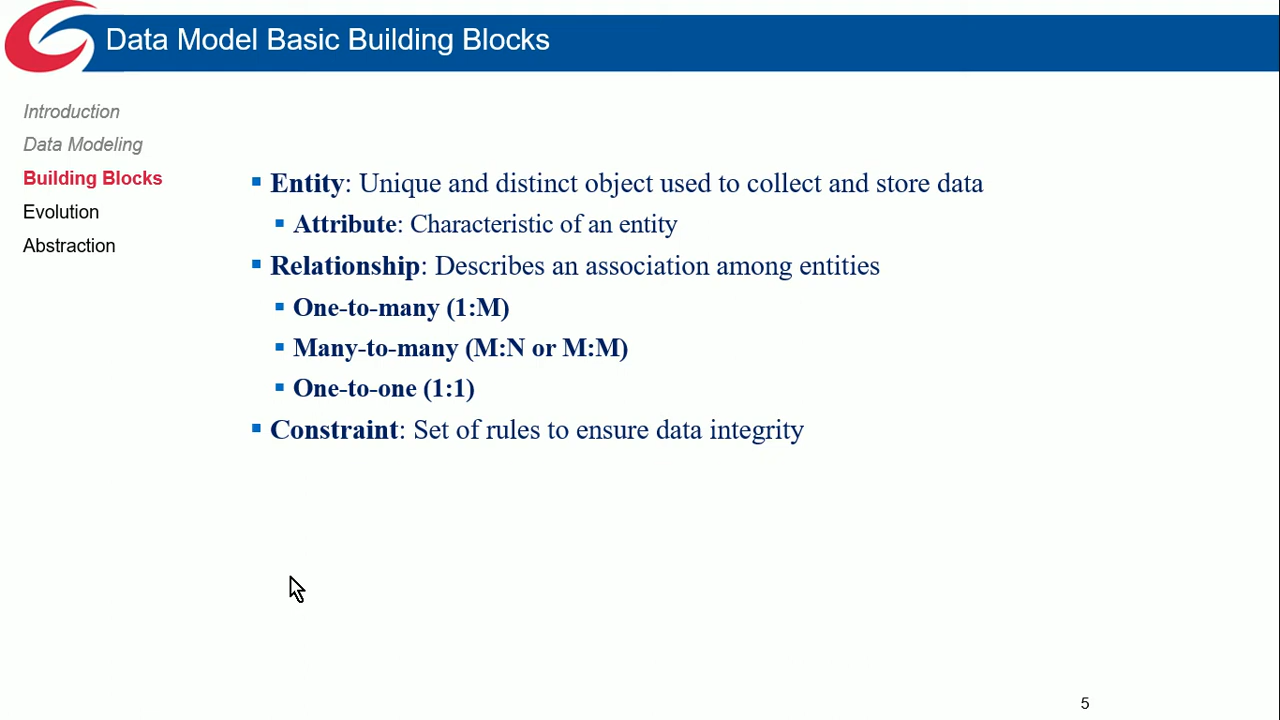 Data Model Basic Building Blocks
Introduction
Data Modeling
Building Blocks
Evolution
Abstraction
Entity: Unique and distinct object used to collect and store data
Attribute: Characteristic of an entity
Relationship: Describes an association among entities
One-to-many (1:M)
Many-to-many (M:N or M:M)
One-to-one (1:1)
Constraint: Set of rules to ensure data integrity
5